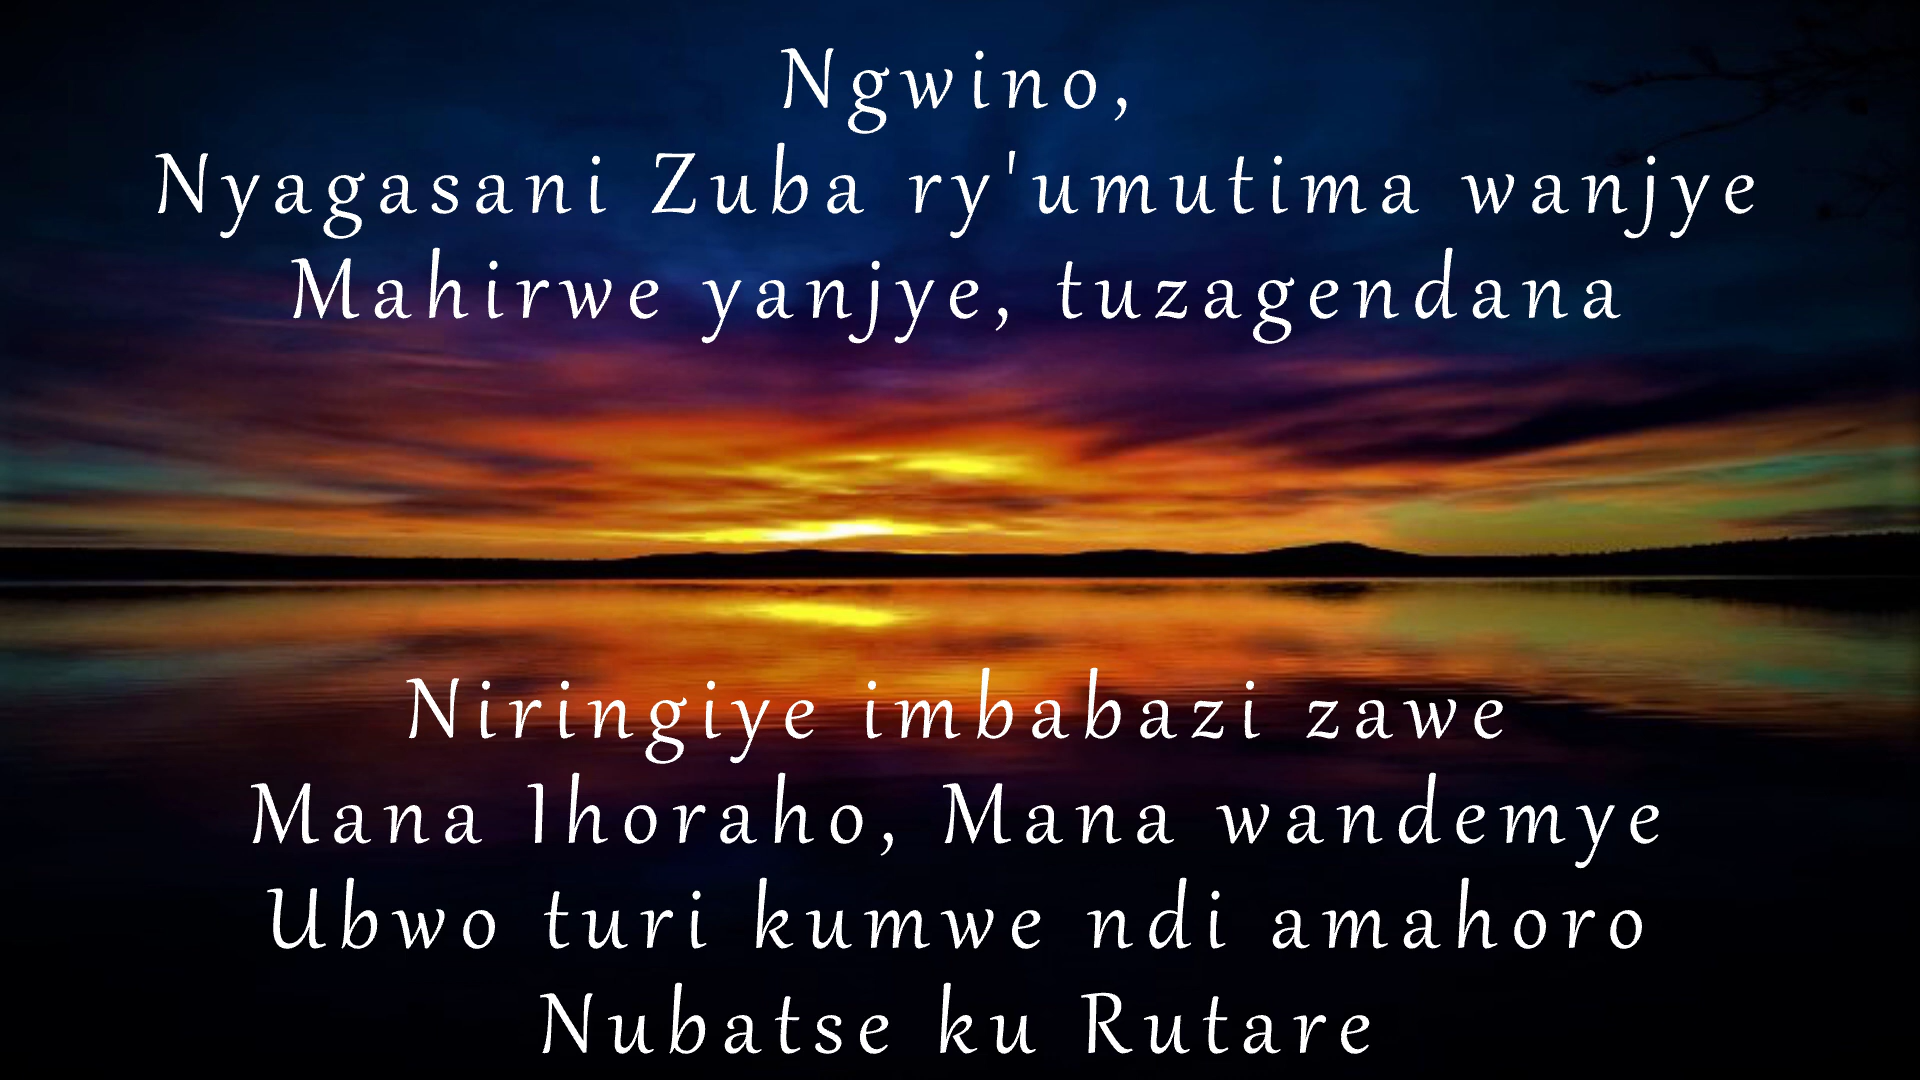 Ngwino,
Nyagasani Zuba ry'umutima wanjye
Mahirwe yanjye, tuzagendana
Niringiye imbabazi zawe
Mana Ihoraho, Mana wandemye
Ubwo turi kumwe ndi amahoro
Nubatse ku Rutare